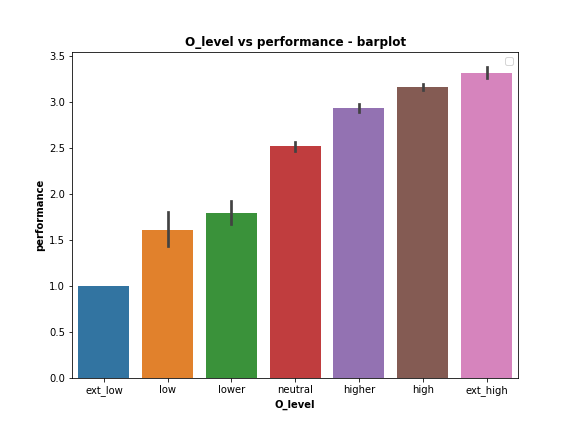 O_level vs performance - barplot
3.5
3.0
2.5
2.0
1.5
1.0
0.5
0.0
performance
ext_low low lower neutral higher high ext_high
O_level